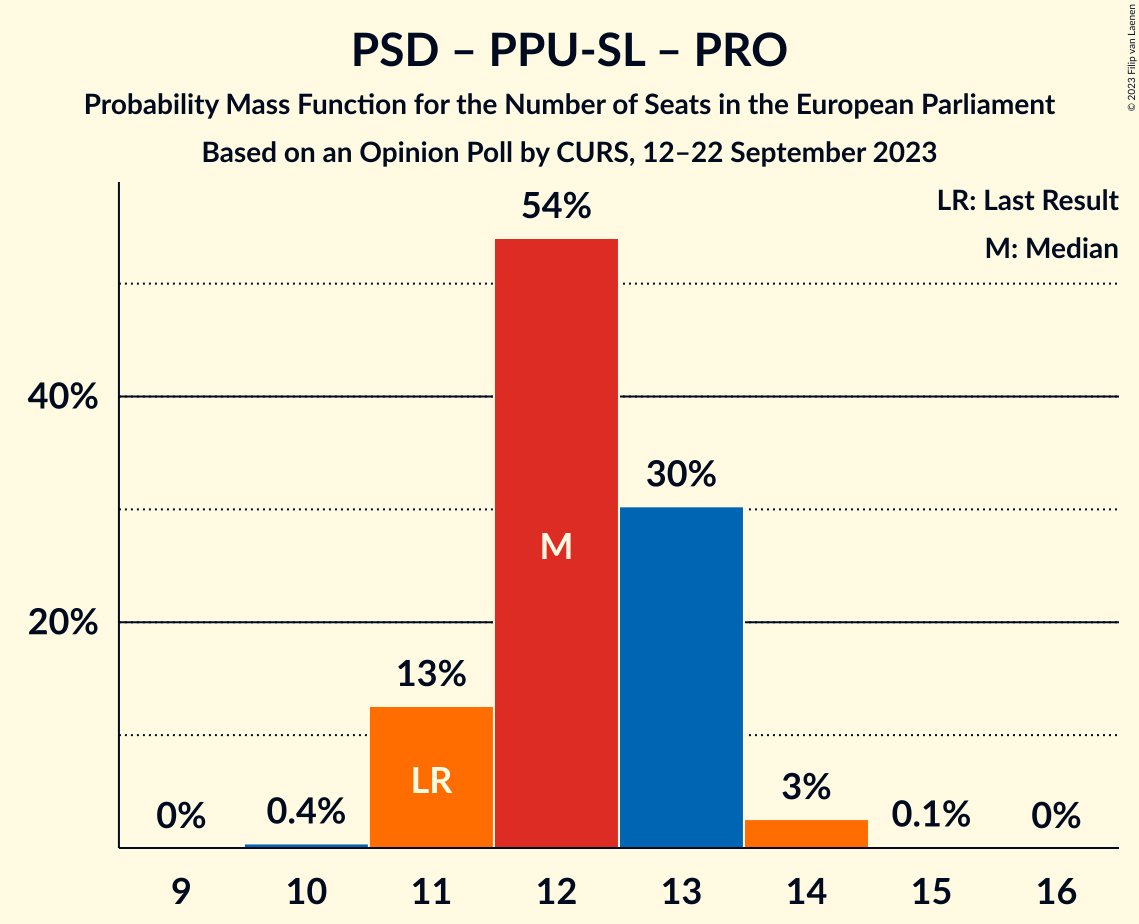 PSD – PPU-SL – PRO
Probability Mass Function for the Number of Seats in the European Parliament
Based on an Opinion Poll by CURS, 12–22 September 2023
© 2023 Filip van Laenen
LR: Last Result
M: Median
54%
40%
30%
M
20%
13%
LR
3%
0%
0.4%
0.1%
0%
9
10
11
12
13
14
15
16